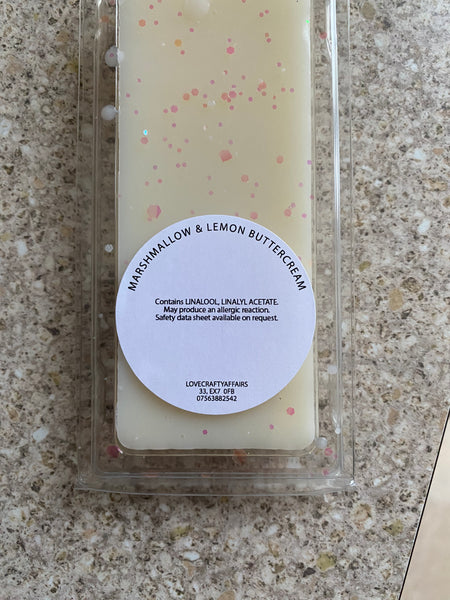 MARSHMALLOW & LEMON BUTTERCREAM
Contains LINALOOL, LINALYL ACETATE.
May produce an allergic reaction.
Safety data sheet available on request.
LOVECRAFTYAFFAIRS
33, EX7 0FB
07563882542